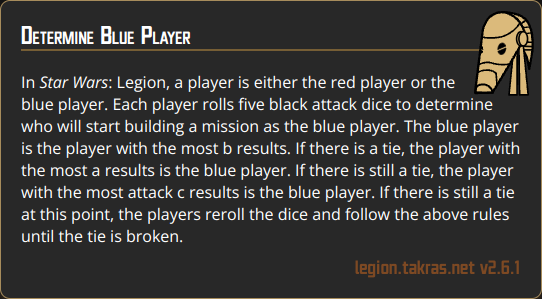 Determine Blue Player
In Star Wars: Legion, a player is either the red player or the
blue player. Each player rolls five black attack dice to determine
who will start building a mission as the blue player. The blue player
is the player with the most b results. If there is a tie, the player with
the most a results is the blue player. If there is still a tie, the player
with the most attack c results is the blue player. If there is still a tie
at this point, the players reroll the dice and follow the above rules
until the tie is broken.
legion.takras.net v2.6.1